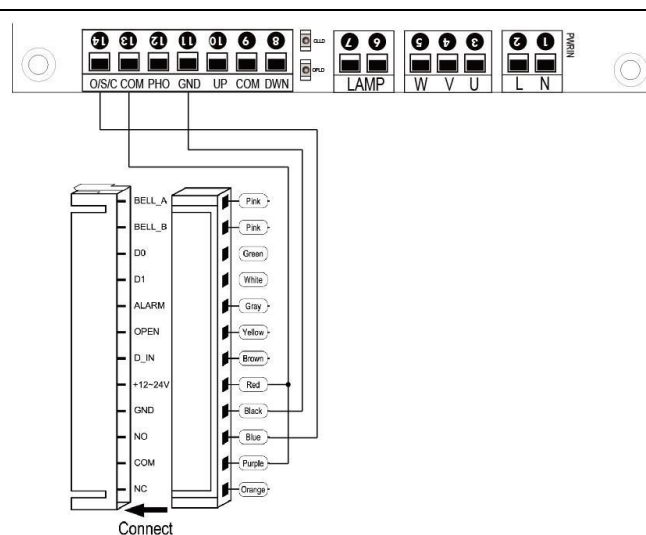 14 13 12 11 10 9 8 CLLD 7 6 5 4 3 2 1 PWRIN
OPLD
O/S/C COM PHO GND UP COM DWN LAMP W V U L N
BELL_A Pink
BELL_B Pink
D0 Green
D1 White
ALARM Gray
OPEN Yellow
D_IN Brown
+12~24V Red
GND Black
NO Blue
COM Purple
NC Orange
Connect